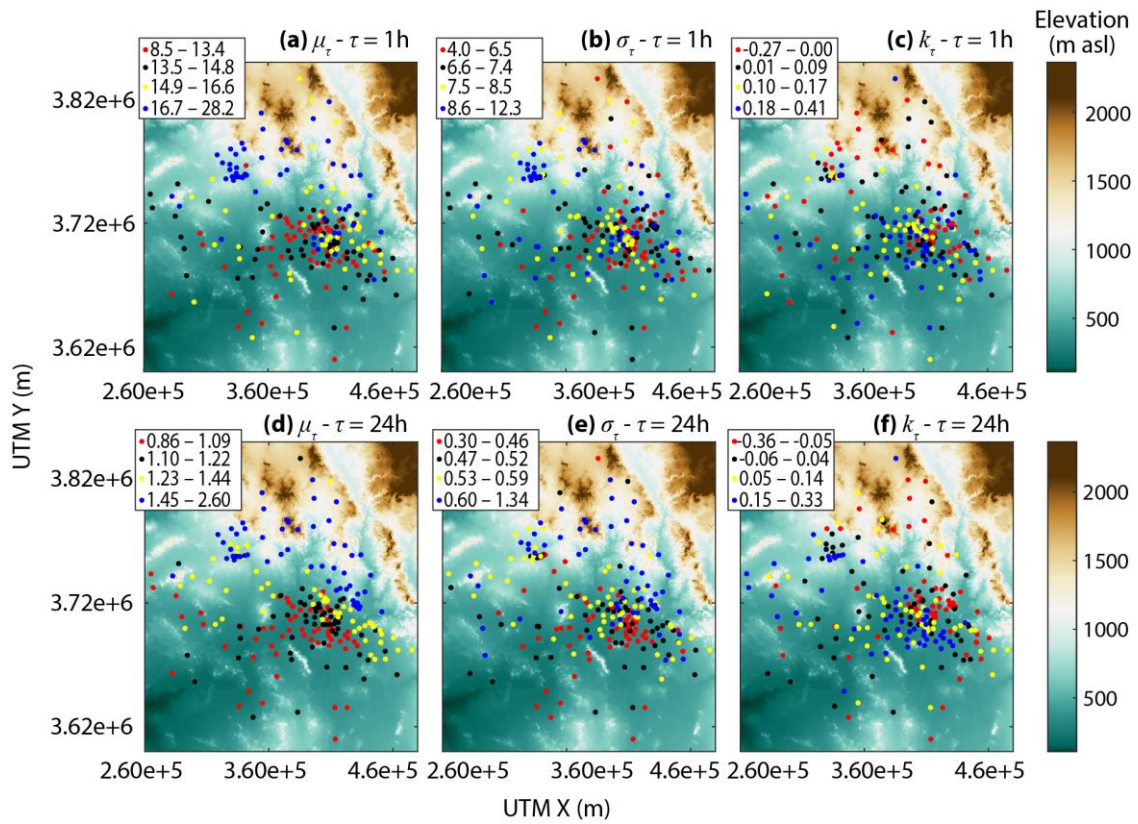 Elevation
(m asl)
(a) μτ - τ = 1h
8.5 – 13.4
13.5 – 14.8
14.9 – 16.6
16.7 – 28.2
(b) στ - τ = 1h
4.0 – 6.5
6.6 – 7.4
7.5 – 8.5
8.6 – 12.3
(c) kτ - τ = 1h
-0.27 – 0.00
0.01 – 0.09
0.10 – 0.17
0.18 – 0.41
3.82e+6
3.72e+6
3.62e+6
2.60e+5 3.60e+5 4.6e+5
2.60e+5 3.60e+5 4.6e+5
2.60e+5 3.60e+5 4.6e+5
2000
1500
1000
500
UTM Y (m)
(d) μτ - τ = 24h
0.86 – 1.09
1.10 – 1.22
1.23 – 1.44
1.45 – 2.60
(e) στ - τ = 24h
0.30 – 0.46
0.47 – 0.52
0.53 – 0.59
0.60 – 1.34
(f) kτ - τ = 24h
-0.36 – -0.05
-0.06 – 0.04
0.05 – 0.14
0.15 – 0.33
3.82e+6
3.72e+6
3.62e+6
2.60e+5 3.60e+5 4.6e+5
2.60e+5 3.60e+5 4.6e+5
2.60e+5 3.60e+5 4.6e+5
2000
1500
1000
500
UTM X (m)